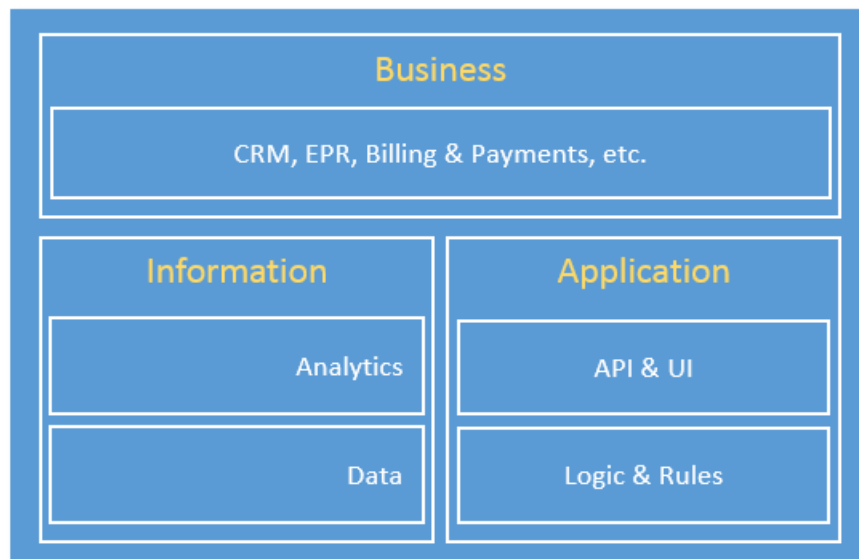 Business
CRM, EPR, Billing & Payments, etc.
Information
Application
Analytics
API & UI
Data
Logic & Rules